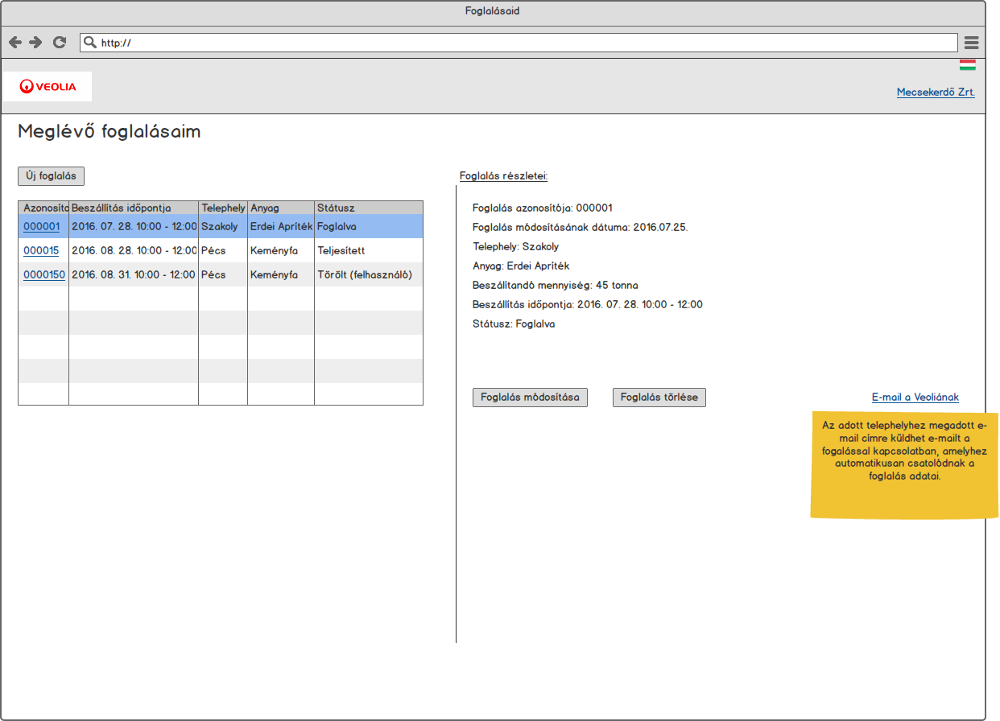 Foglalásaid
http://
VEOLIA
Mecsekerdő Zrt.
Meglévő foglalásaim
Új foglalás
Azonosíto Beszállítás időpontja Telephely Anyag Státusz
000001 2016. 07. 28. 10:00 - 12:00 Szakoly Erdei Apríték Foglalva
000015 2016. 08. 28. 10:00 - 12:00 Pécs Keményfa Teljesített
0000150 2016. 08. 31. 10:00 - 12:00 Pécs Keményfa Törölt (felhasználó)
Foglalás részletei:
Foglalás azonosítója: 000001
Foglalás módosításának dátuma: 2016.07.25.
Telephely: Szakoly
Anyag: Erdei Apríték
Beszálítandó mennyiség: 45 tonna
Beszállítás időpontja: 2016. 07. 28. 10:00 - 12:00
Státusz: Foglalva
Foglalás módosítása
Foglalás törlése
E-mail a Veoliának
Az adott telephelyhez megadott e-
mail címre küldhet e-mailt a
fogalással kapcsolatban, amelyhez
automatikusan csatolódnak a
foglalás adatai.